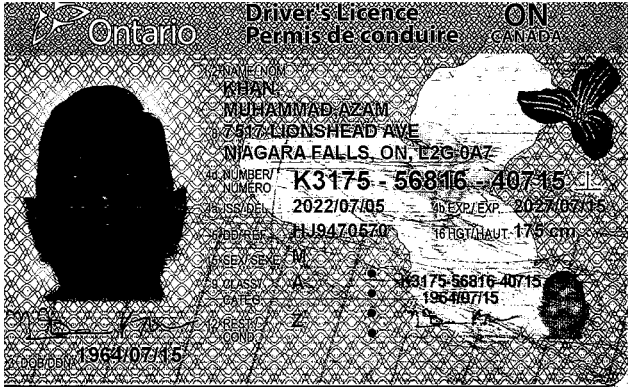 Ontario
Driver's Licence
Permis de conduire
ON
CANADA
1,2 NAME/NOM
KHAN,
MUHAMMAD,AZAM
8 7517 LIONSHEAD AVE
NIAGARA FALLS, ON, L2G 0A7
4d NUMBER/
NUMÉRO
K3175 - 56816 - 40715
4a ISS/DÉL 2022/07/05 4b EXP/EXP 2027/07/15
5 DD/RÉF HJ9470570 16 HGT/HAUT 175 cm
15 SEX/SEXE M
9 CLASS/
CATÉG A
K3175-56816-40715
1964/07/15
12 REST/
COND Z
3 DOB/DDN 1964/07/15